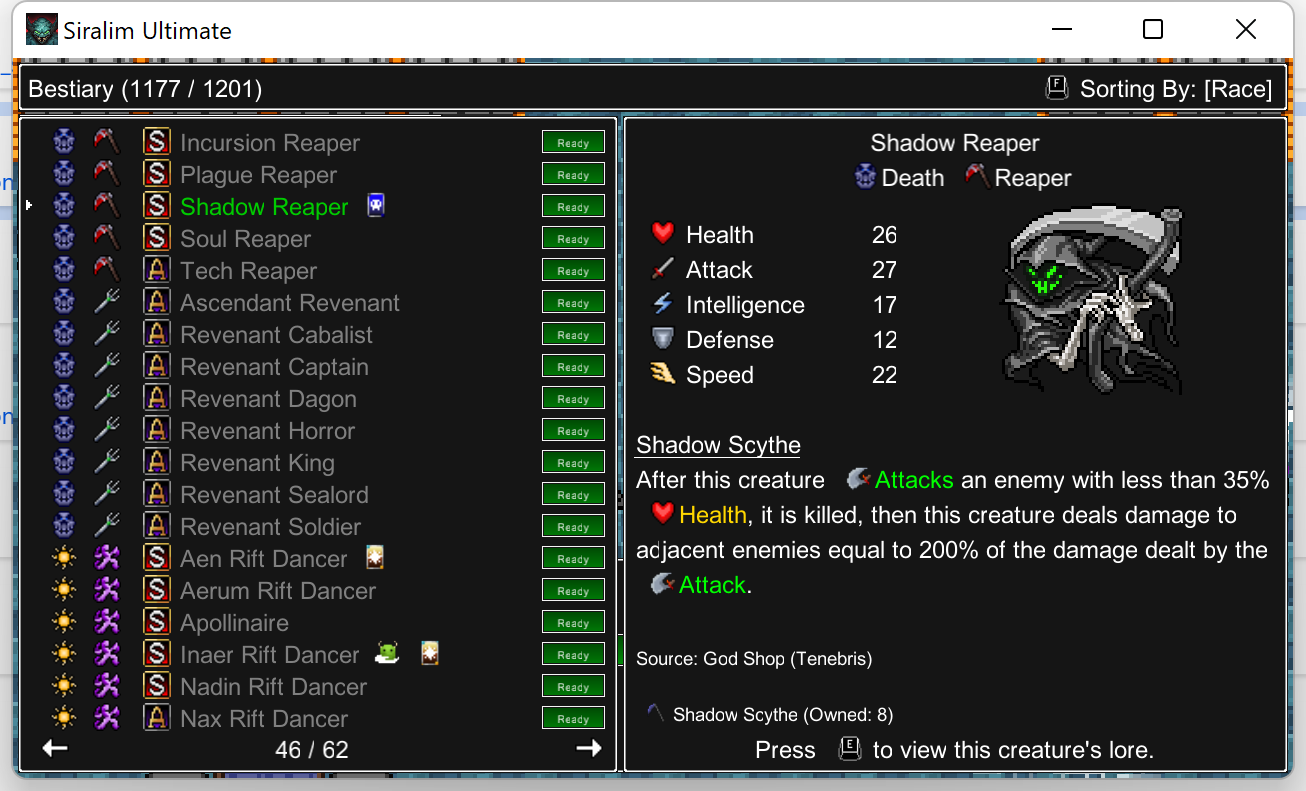 Siralim Ultimate
Bestiary (1177 / 1201)
F Sorting By: [Race]
S Incursion Reaper Ready
S Plague Reaper Ready
S Shadow Reaper Ready
S Soul Reaper Ready
A Tech Reaper Ready
A Ascendant Revenant Ready
A Revenant Cabalist Ready
A Revenant Captain Ready
A Revenant Dagon Ready
A Revenant Horror Ready
A Revenant King Ready
A Revenant Sealord Ready
A Revenant Soldier Ready
S Aen Rift Dancer Ready
S Aerum Rift Dancer Ready
S Apollinaire Ready
S Inaer Rift Dancer Ready
S Nadin Rift Dancer Ready
A Nax Rift Dancer Ready
46 / 62
Shadow Reaper
Death Reaper
Health 26
Attack 27
Intelligence 17
Defense 12
Speed 22
Shadow Scythe
After this creature Attacks an enemy with less than 35%
Health, it is killed, then this creature deals damage to
adjacent enemies equal to 200% of the damage dealt by the
Attack.
Source: God Shop (Tenebris)
Shadow Scythe (Owned: 8)
Press E to view this creature's lore.